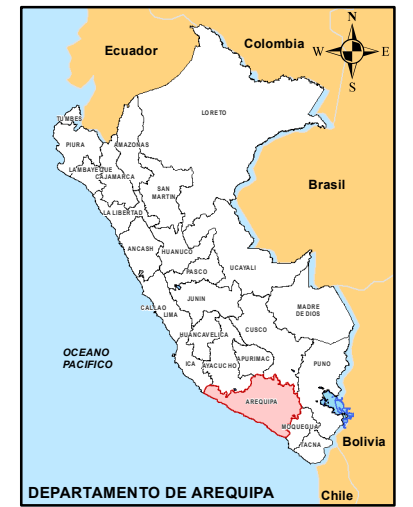 N
Colombia
Ecuador
W
E
S
LORETO
TUMBES
PIURA
AMAZONAS
LAMBAYEQUE
CAJAMARCA
SAN
MARTIN
Brasil
LA LIBERTAD
ANCASH
HUANUCO
UCAYALI
PASCO
JUNIN
MADRE
DE DIOS
CALLAO
LIMA
CUSCO
HUANCAVELICA
OCEANO
PACIFICO
ICA
AYACUCHO
APURIMAC
PUNO
AREQUIPA
MOQUEGUA
TACNA
Bolivia
DEPARTAMENTO DE AREQUIPA
Chile